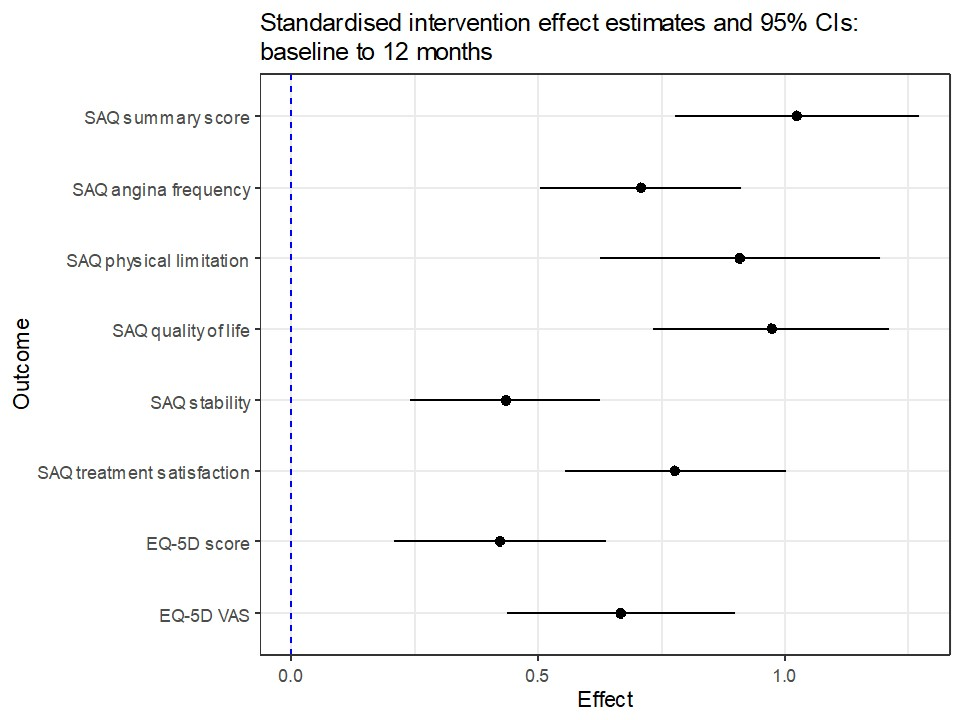 Standardised intervention effect estimates and 95% CIs:
baseline to 12 months
SAQ summary score
SAQ angina frequency
SAQ physical limitation
SAQ quality of life
SAQ stability
SAQ treatment satisfaction
EQ-5D score
EQ-5D VAS
Outcome
0.0 0.5 1.0
Effect